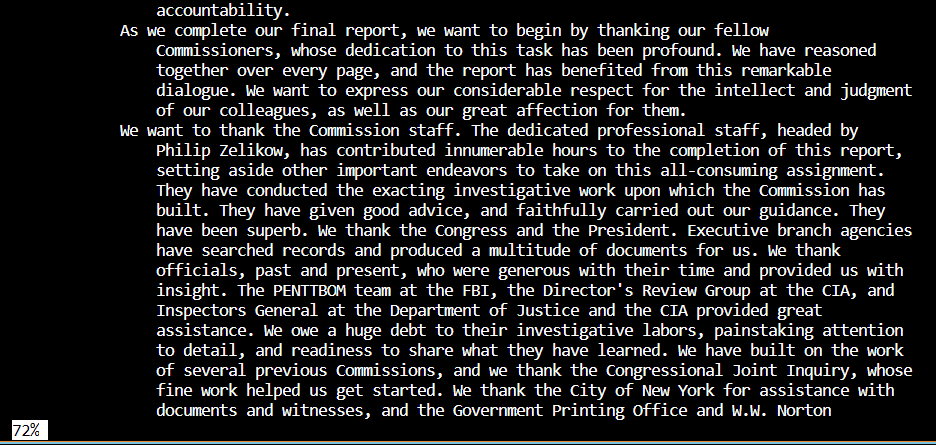 accountability.
As we complete our final report, we want to begin by thanking our fellow
Commissioners, whose dedication to this task has been profound. We have reasoned
together over every page, and the report has benefited from this remarkable
dialogue. We want to express our considerable respect for the intellect and judgment
of our colleagues, as well as our great affection for them.
We want to thank the Commission staff. The dedicated professional staff, headed by
Philip Zelikow, has contributed innumerable hours to the completion of this report,
setting aside other important endeavors to take on this all-consuming assignment.
They have conducted the exacting investigative work upon which the Commission has
built. They have given good advice, and faithfully carried out our guidance. They
have been superb. We thank the Congress and the President. Executive branch agencies
have searched records and produced a multitude of documents for us. We thank
officials, past and present, who were generous with their time and provided us with
insight. The PENTTBOM team at the FBI, the Director's Review Group at the CIA, and
Inspectors General at the Department of Justice and the CIA provided great
assistance. We owe a huge debt to their investigative labors, painstaking attention
to detail, and readiness to share what they have learned. We have built on the work
of several previous Commissions, and we thank the Congressional Joint Inquiry, whose
fine work helped us get started. We thank the City of New York for assistance with
documents and witnesses, and the Government Printing Office and W.W. Norton
72%